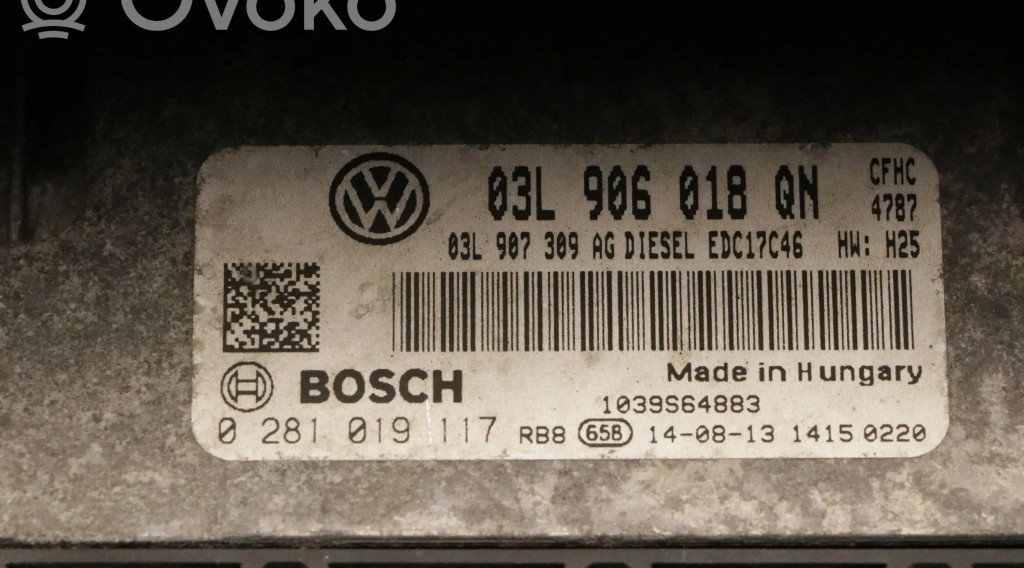 Ovoko
03L 906 018 QN CFHC
4787
03L 907 309 AG DIESEL EDC17C46 HW: H25
Made in Hungary
BOSCH
1039S64883
0 281 019 117 RB8 65B 14-08-13 1415 0220